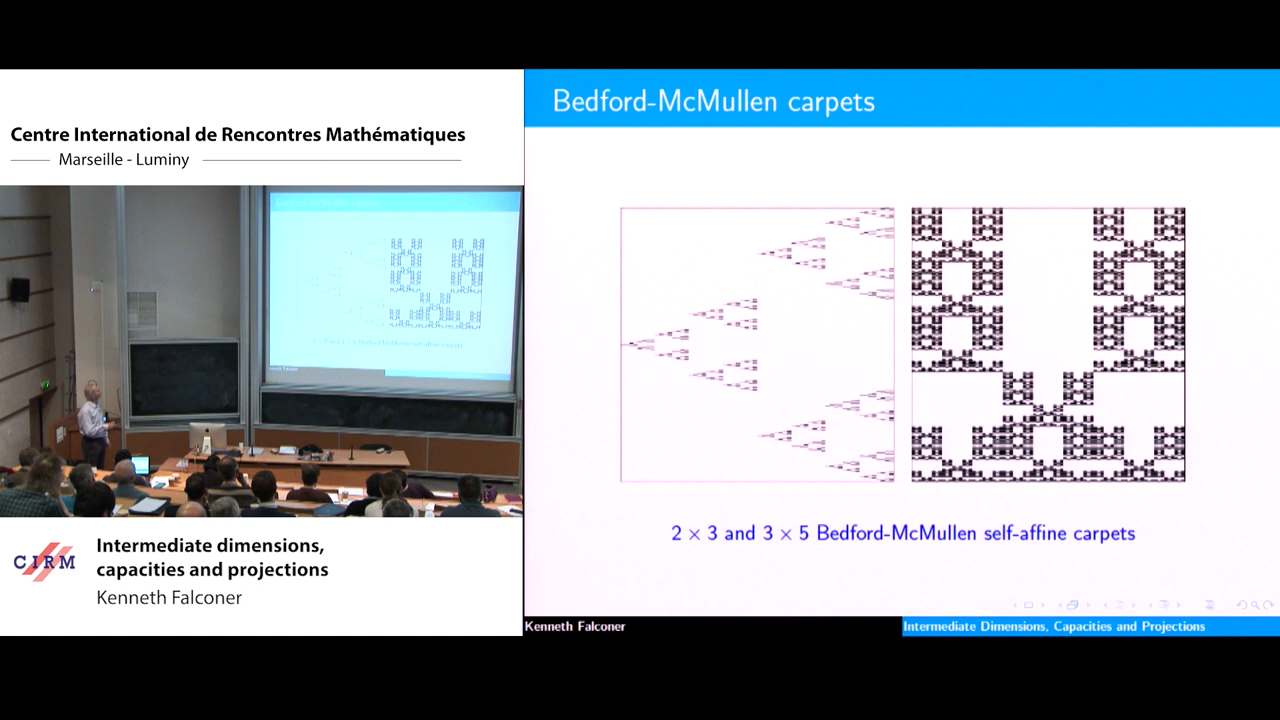 Centre International de Rencontres Mathématiques
Marseille - Luminy
CIRM
Intermediate dimensions,
capacities and projections
Kenneth Falconer
Bedford-McMullen carpets
2 × 3 and 3 × 5 Bedford-McMullen self-affine carpets
Kenneth Falconer
Intermediate Dimensions, Capacities and Projections